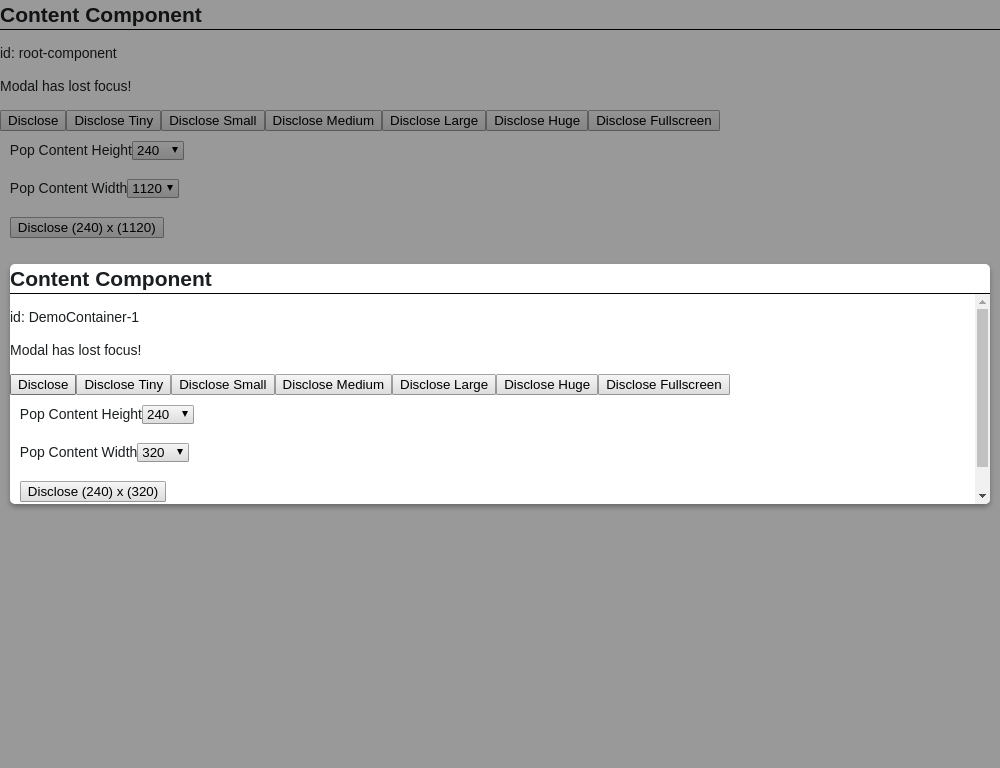 Content Component
id: root-component
Modal has lost focus!
Disclose Disclose Tiny Disclose Small Disclose Medium Disclose Large Disclose Huge Disclose Fullscreen
Pop Content Height 240
Pop Content Width 1120
Disclose (240) x (1120)
Content Component
id: DemoContainer-1
Modal has lost focus!
Disclose Disclose Tiny Disclose Small Disclose Medium Disclose Large Disclose Huge Disclose Fullscreen
Pop Content Height 240
Pop Content Width 320
Disclose (240) x (320)